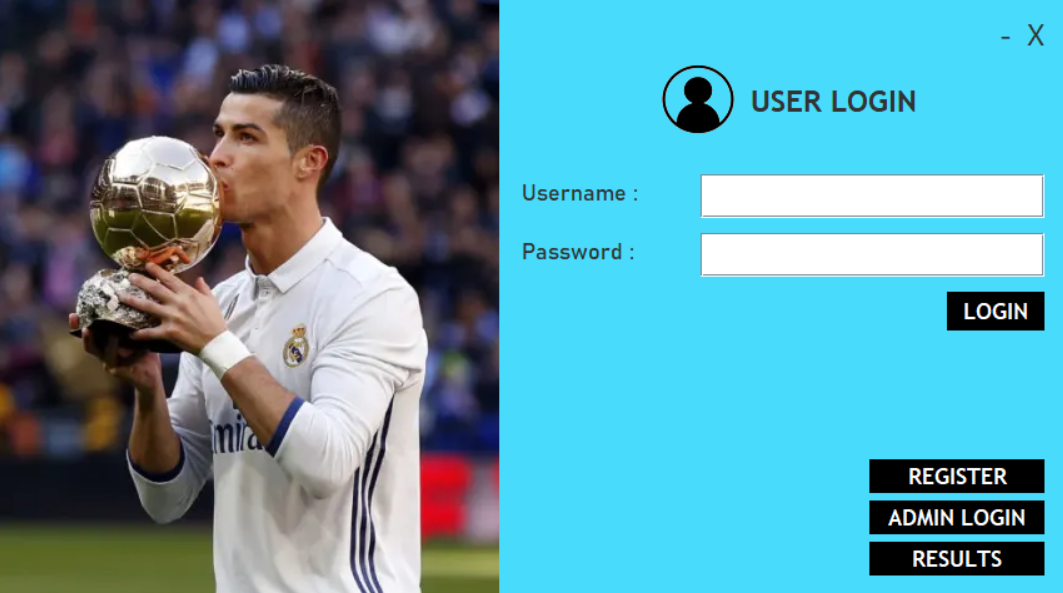 - X
USER LOGIN
Username :
Password :
LOGIN
REGISTER
ADMIN LOGIN
RESULTS